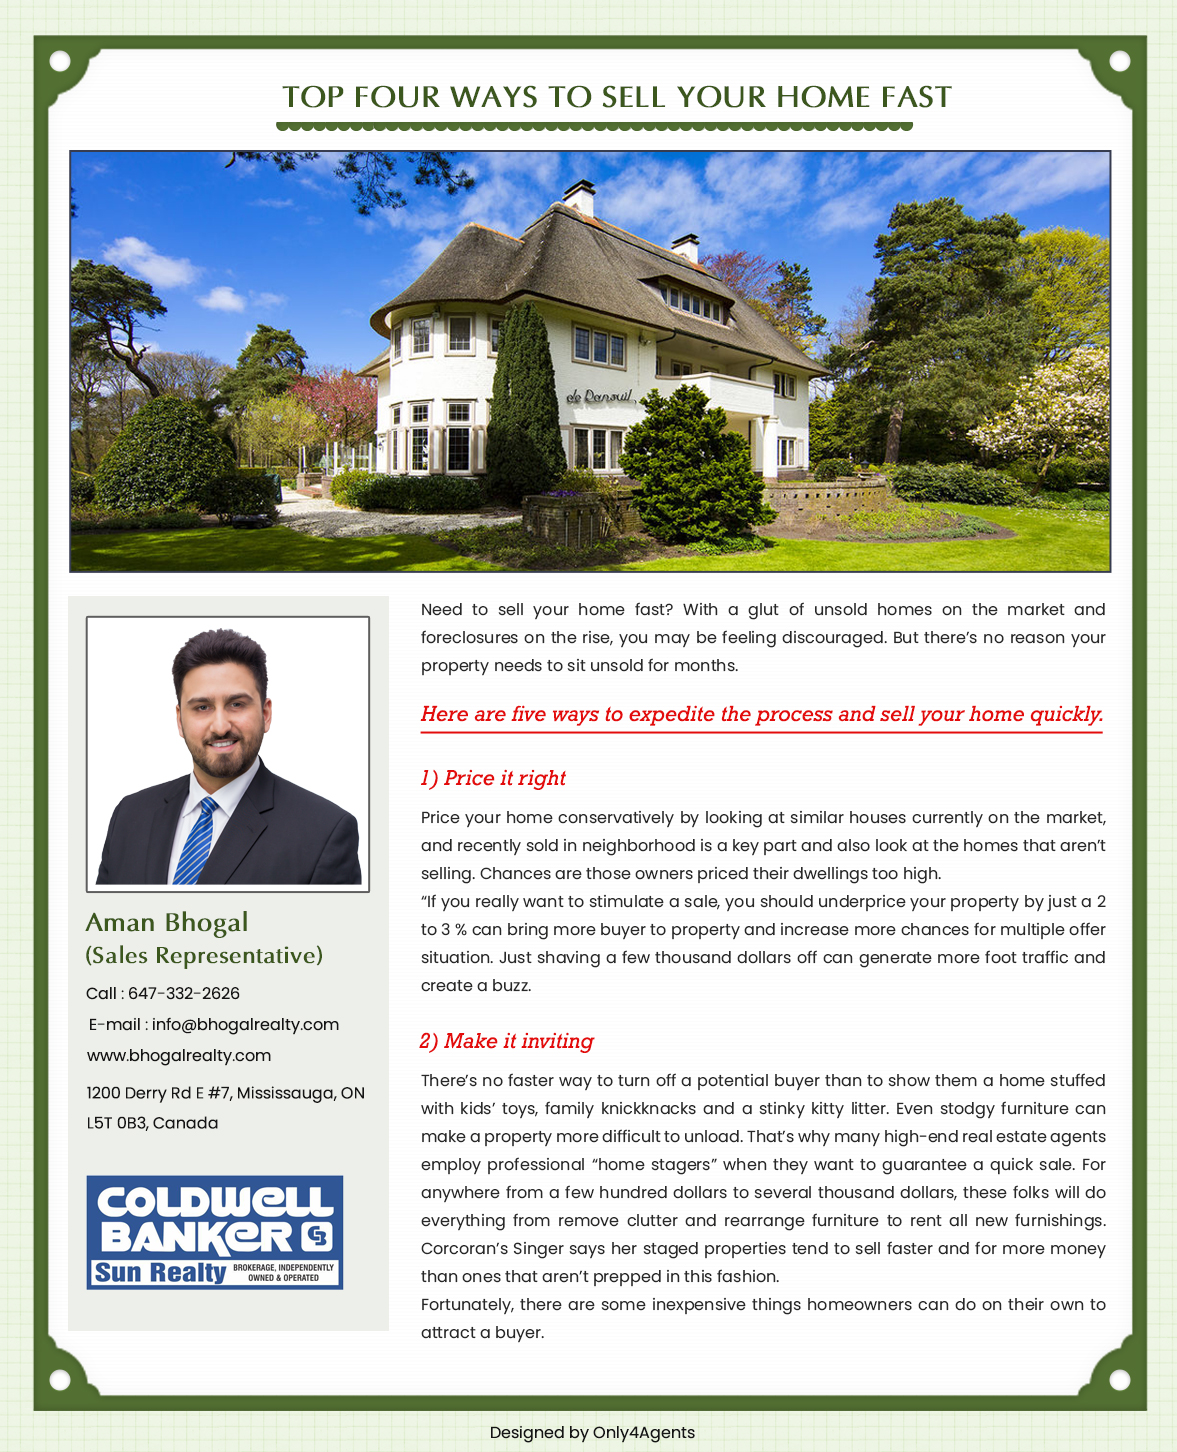 TOP FOUR WAYS TO SELL YOUR HOME FAST
Need to sell your home fast? With a glut of unsold homes on the market and
foreclosures on the rise, you may be feeling discouraged. But there’s no reason your
property needs to sit unsold for months.
Here are five ways to expedite the process and sell your home quickly.
1) Price it right
Price your home conservatively by looking at similar houses currently on the market,
and recently sold in neighborhood is a key part and also look at the homes that aren’t
selling. Chances are those owners priced their dwellings too high.
“If you really want to stimulate a sale, you should underprice your property by just a 2
to 3 % can bring more buyer to property and increase more chances for multiple offer
situation. Just shaving a few thousand dollars off can generate more foot traffic and
create a buzz.
2) Make it inviting
There’s no faster way to turn off a potential buyer than to show them a home stuffed
with kids’ toys, family knickknacks and a stinky kitty litter. Even stodgy furniture can
make a property more difficult to unload. That’s why many high-end real estate agents
employ professional “home stagers” when they want to guarantee a quick sale. For
anywhere from a few hundred dollars to several thousand dollars, these folks will do
everything from remove clutter and rearrange furniture to rent all new furnishings.
Corcoran’s Singer says her staged properties tend to sell faster and for more money
than ones that aren’t prepped in this fashion.
Fortunately, there are some inexpensive things homeowners can do on their own to
attract a buyer.
Aman Bhogal
(Sales Representative)
Call : 647-332-2626
E-mail : info@bhogalrealty.com
www.bhogalrealty.com
1200 Derry Rd E #7, Mississauga, ON
L5T 0B3, Canada
COLDWELL
BANKER CB
Sun Realty
BROKERAGE, INDEPENDENTLY
OWNED & OPERATED
Designed by Only4Agents